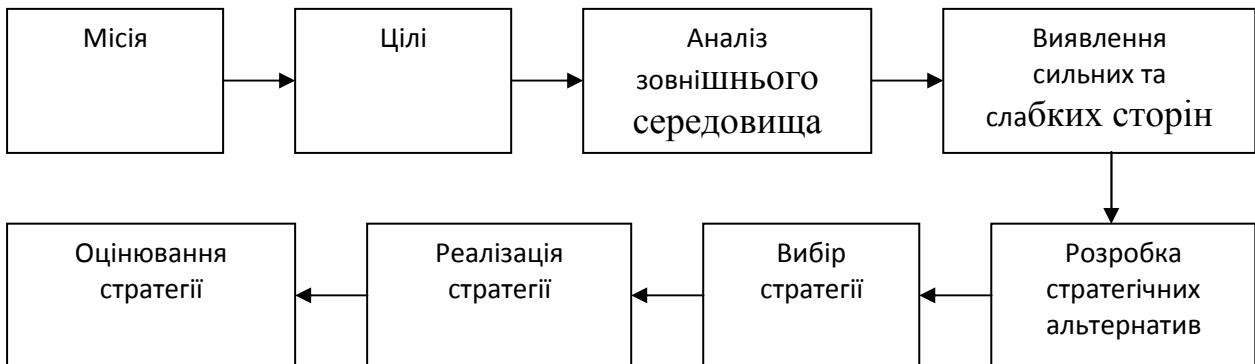 Місія
Цілі
Аналіз
зовнішнього
середовища
Виявлення
сильних та
слабких сторін
Оцінювання
стратегії
Реалізація
стратегії
Вибір
стратегії
Розробка
стратегічних
альтернатив